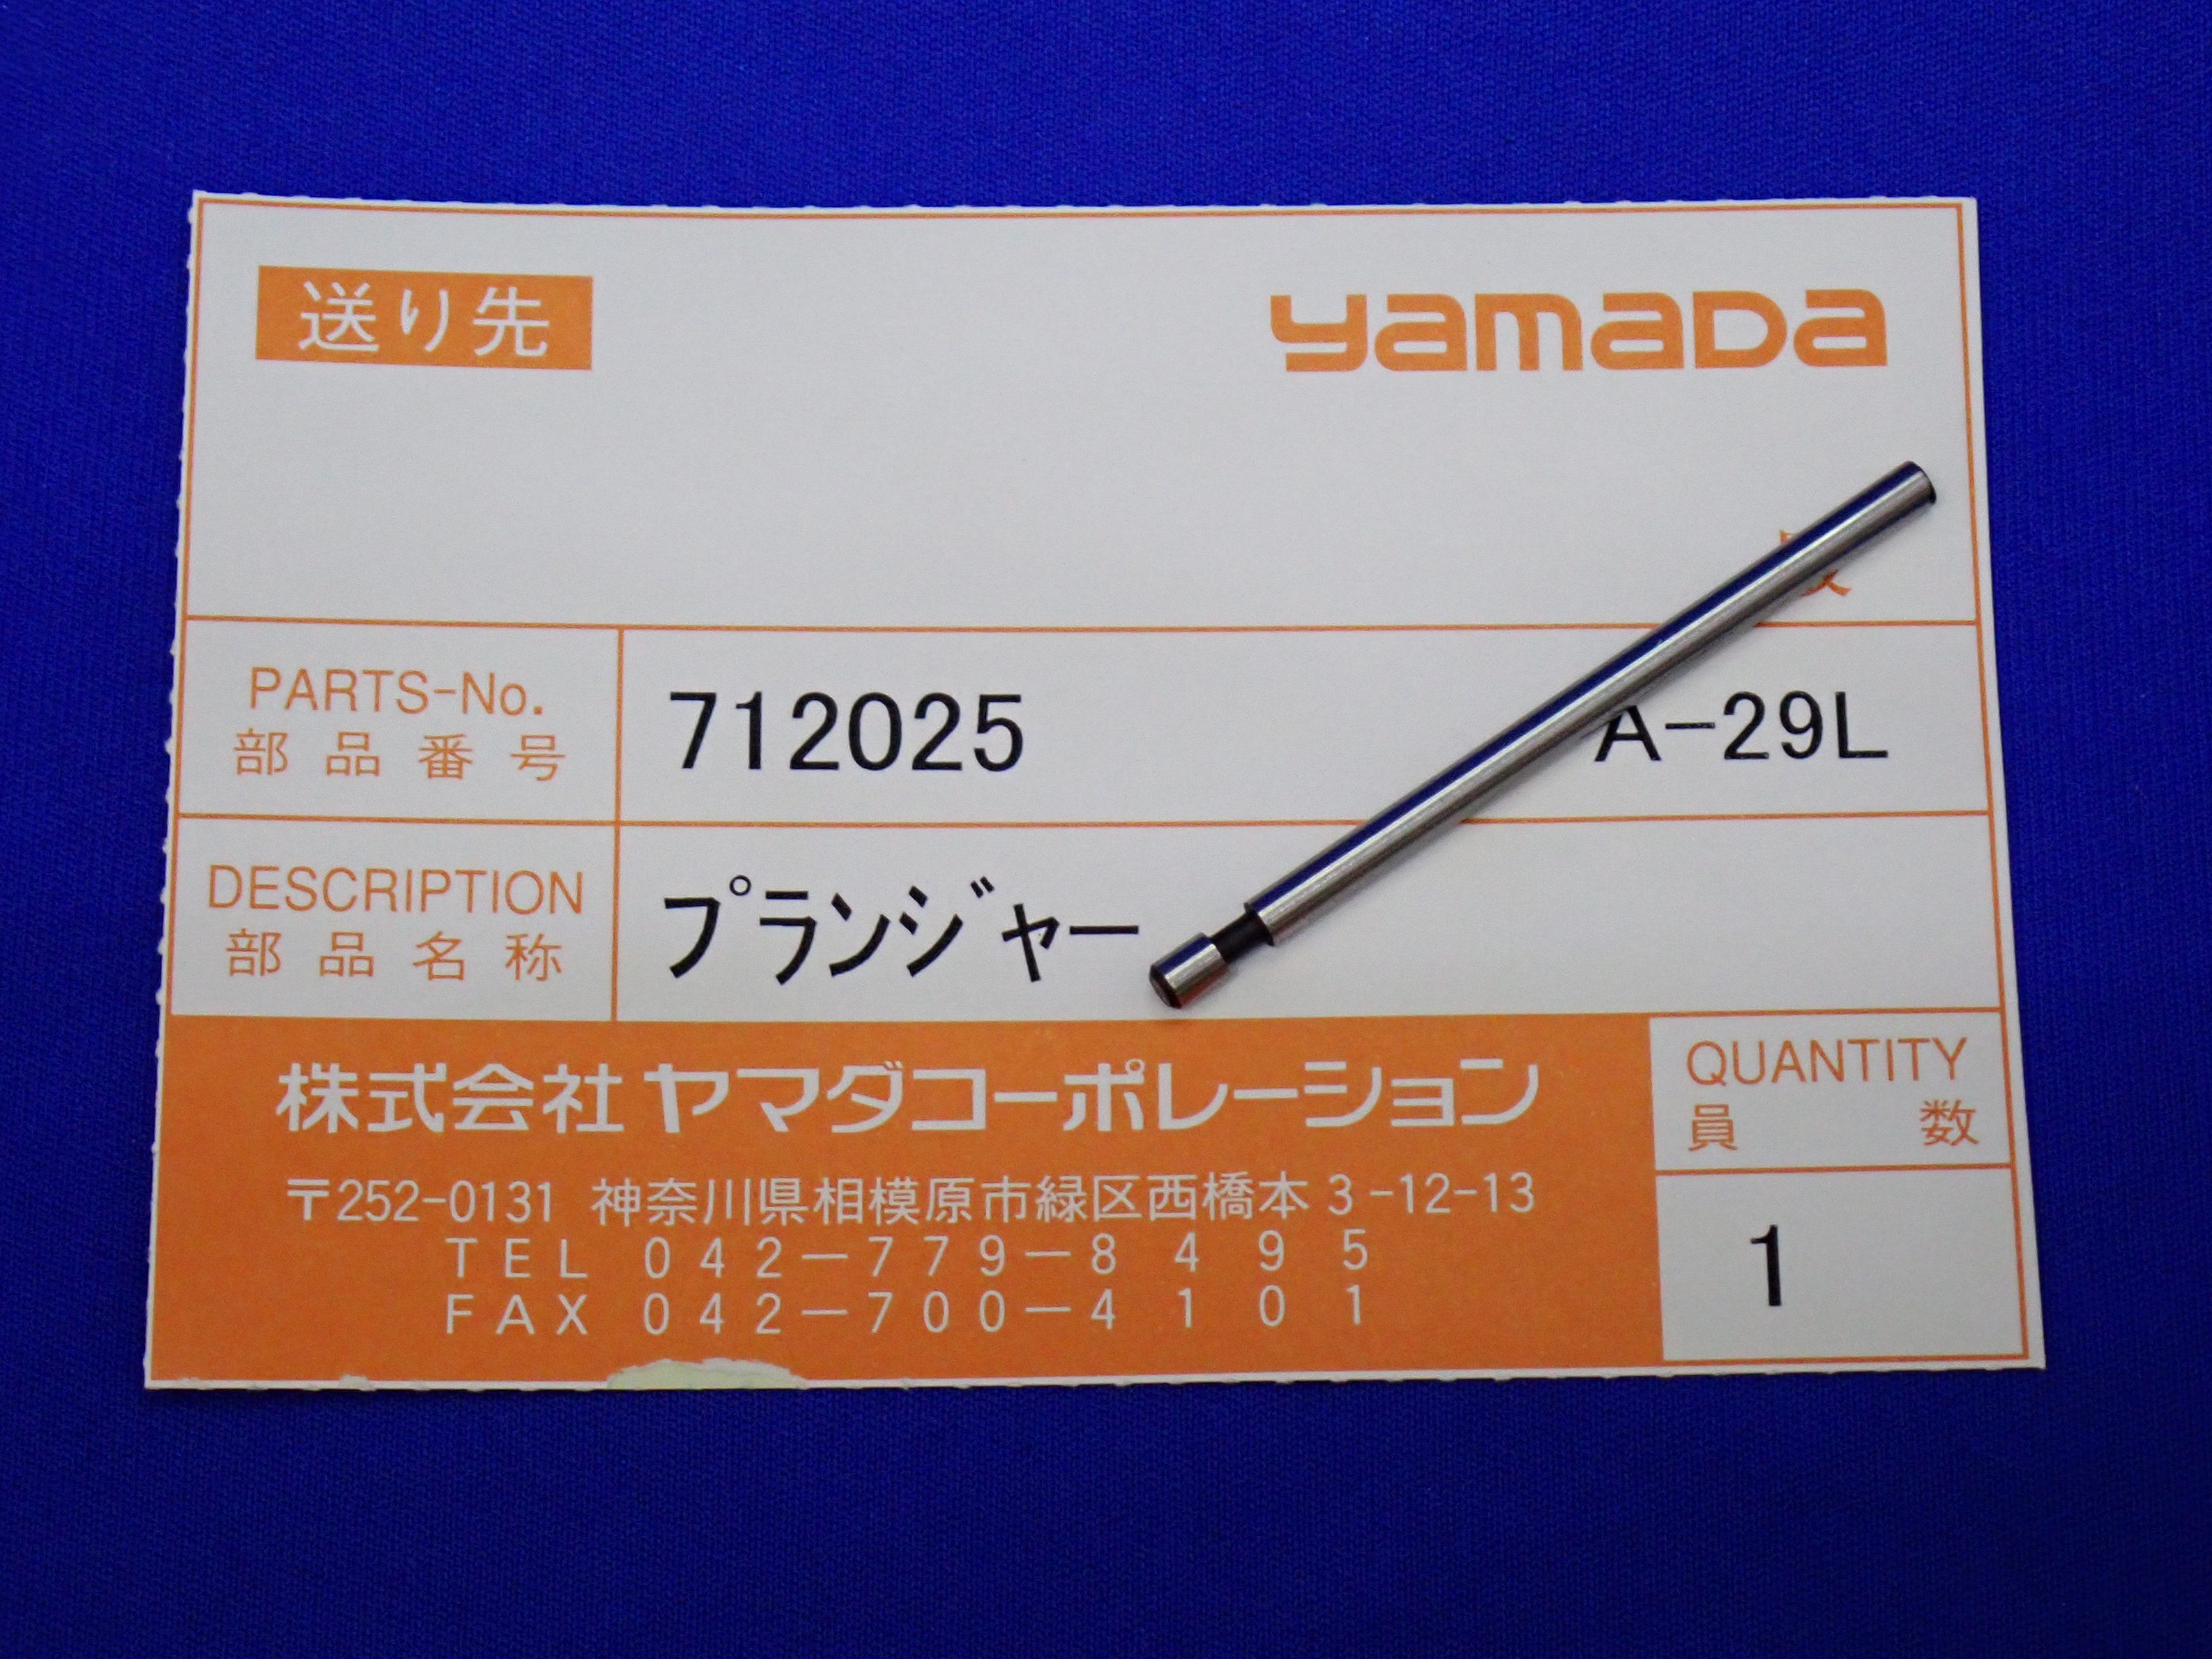 送り先
yamada
PARTS-No.
部品番号
712025
A-29L
DESCRIPTION
部品名称
プランジャー
株式会社ヤマダコーポレーション
〒252-0131 神奈川県相模原市緑区西橋本3-12-13
TEL 042-779-8495
FAX 042-700-4101
QUANTITY
員数
1